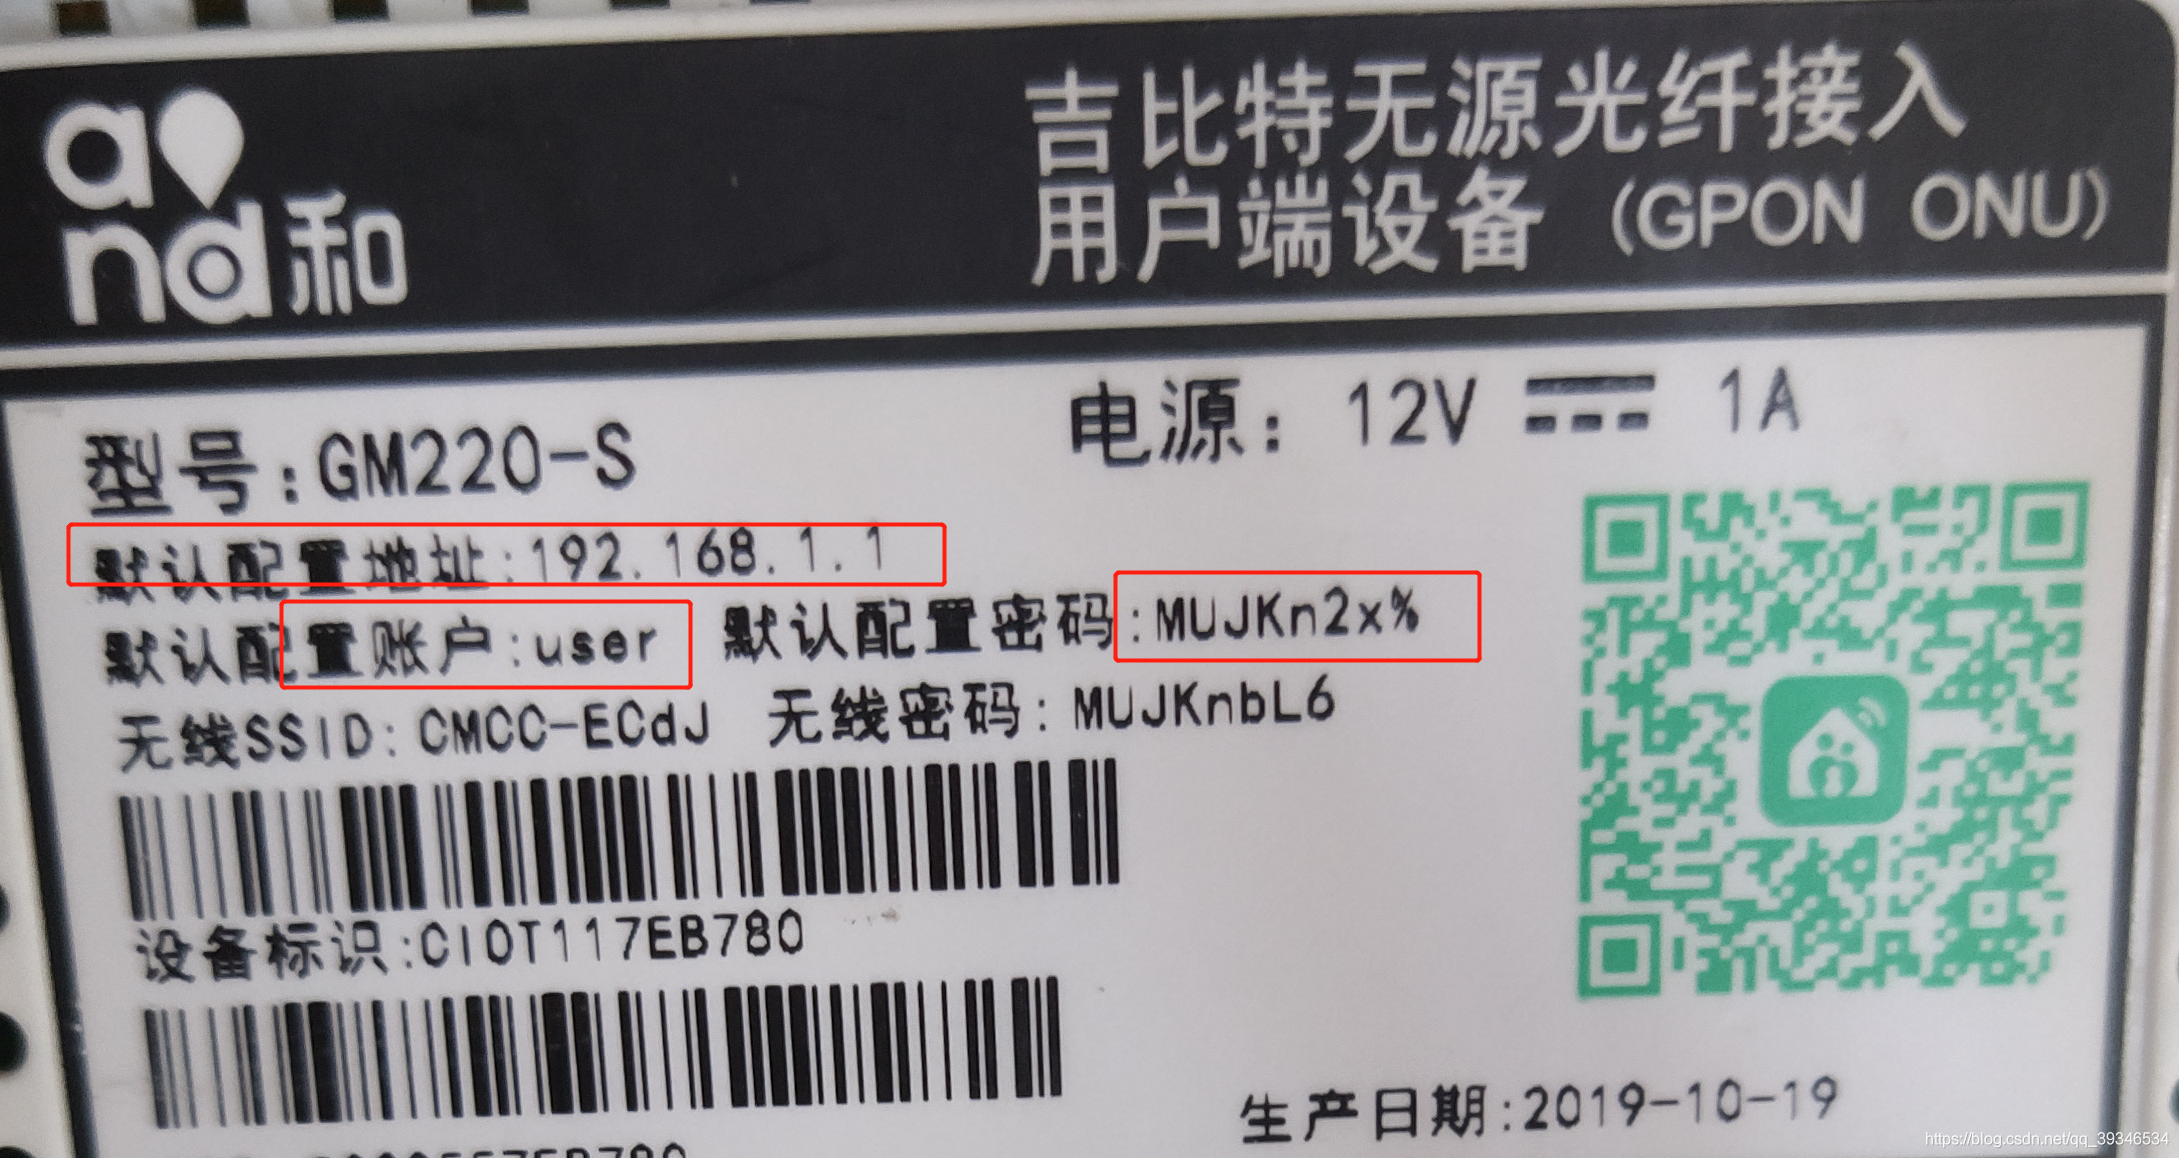 and和
吉比特无源光纤接入
用户端设备 (GPON ONU)
型号:GM220-S
电源: 12V 1A
默认配置地址:192.168.1.1
默认配置账户:user 默认配置密码:MUJKn2x%
无线SSID: CMCC-ECdJ 无线密码: MUJKnbL6
设备标识:CIOT117EB780
生产日期:2019-10-19
https://blog.csdn.net/qq_39346534